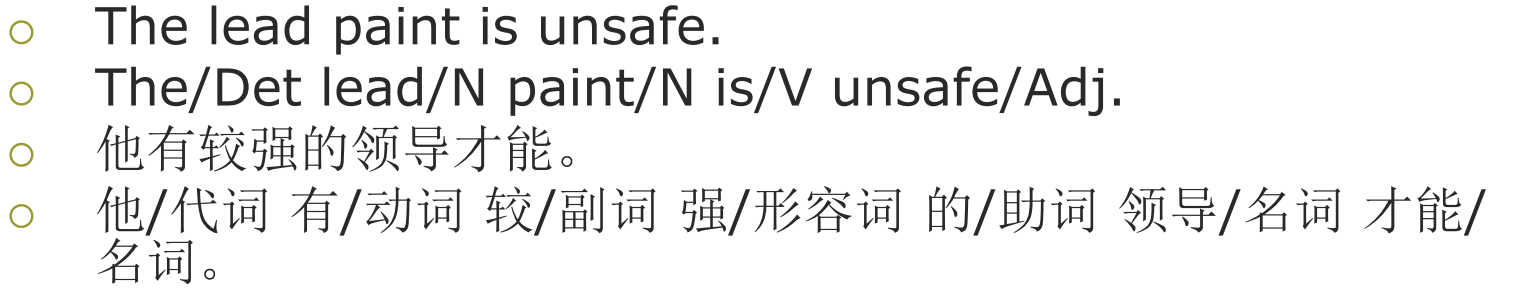 The lead paint is unsafe.
The/Det lead/N paint/N is/V unsafe/Adj.
他有较强的领导才能。
他/代词 有/动词 较/副词 强/形容词 的/助词 领导/名词 才能/
名词。